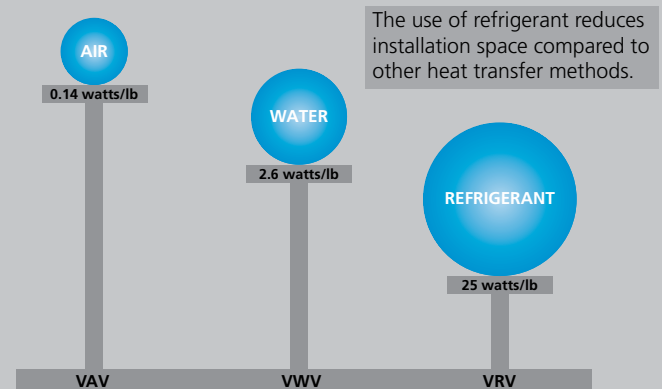 The use of refrigerant reduces
installation space compared to
other heat transfer methods.
AIR
0.14 watts/lb
WATER
2.6 watts/lb
REFRIGERANT
25 watts/lb
VAV
VWV
VRV